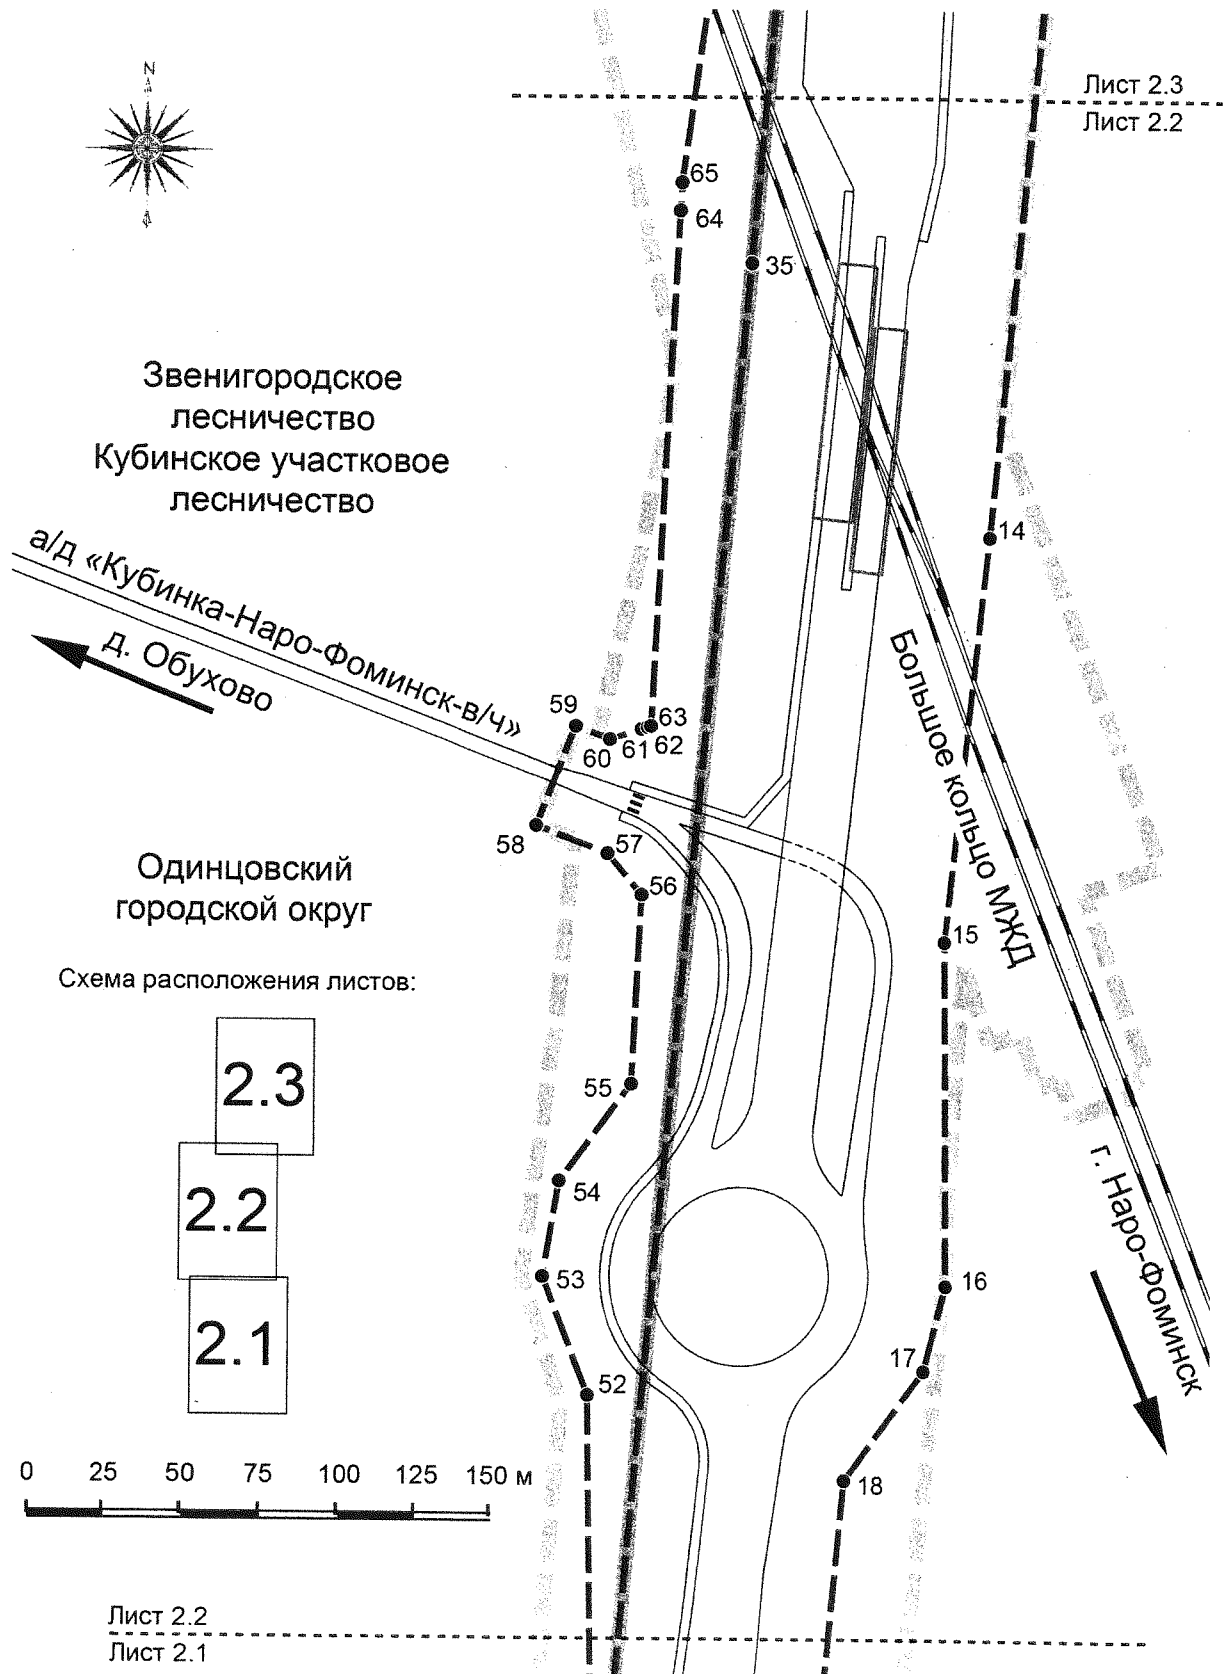 N
Лист 2.3
Лист 2.2
65
64
35
Звенигородское
лесничество
Кубинское участковое
лесничество
14
а/д «Кубинка-Наро-Фоминск-в/ч»
д. Обухово
Большое кольцо МЖД
59
60
61
63
62
58
57
56
Одинцовский
городской округ
15
Схема расположения листов:
2.3
2.2
2.1
55
54
53
52
16
17
18
г. Наро-Фоминск
0 25 50 75 100 125 150 м
Лист 2.2
Лист 2.1